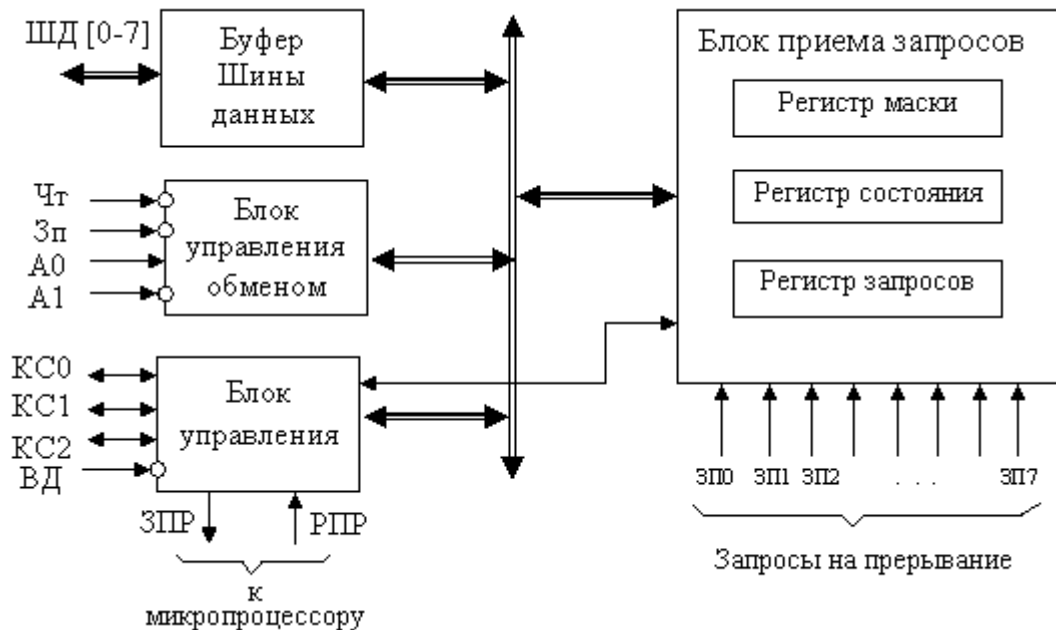 ШД [0-7]
Буфер
Шины
данных
Чт
Зп
А0
А1
Блок
управления
обменом
КС0
КС1
КС2
ВД
Блок
управления
ЗПР
РПР
к
микропроцессору
Блок приема запросов
Регистр маски
Регистр состояния
Регистр запросов
ЗП0 ЗП1 ЗП2 . . . ЗП7
Запросы на прерывание